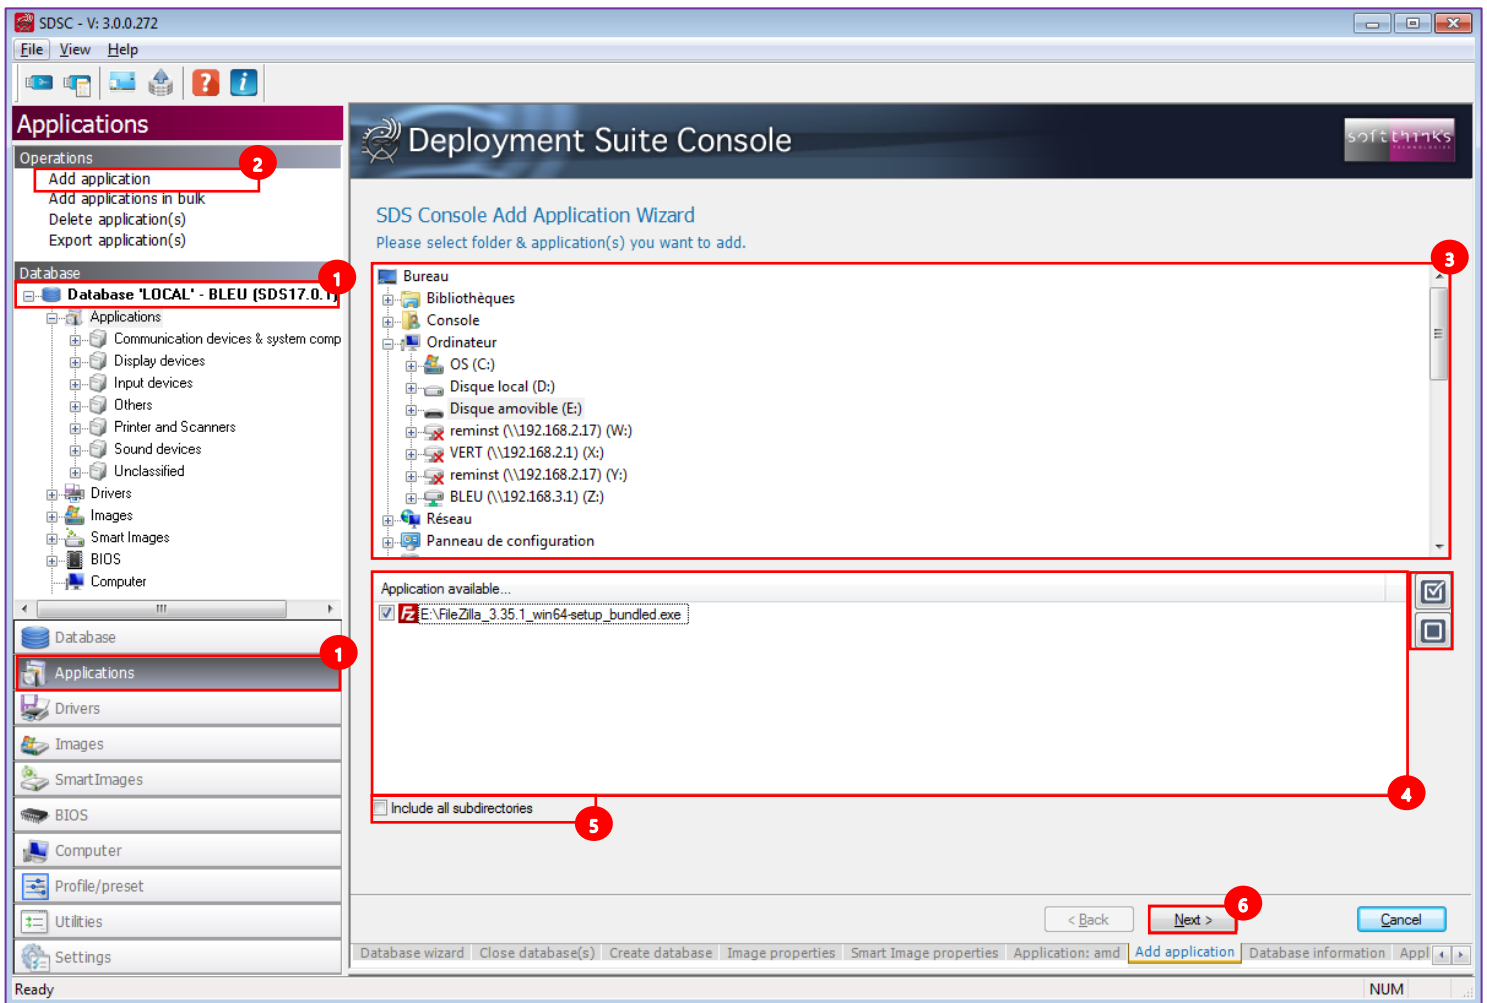 SDSC - V: 3.0.0.272
File View Help
Applications
Operations
2
Add application
Add applications in bulk
Delete application(s)
Export application(s)
Database
1
Database 'LOCAL' - BLEU (SDS17.0.1)
Applications
Communication devices & system comp
Display devices
Input devices
Others
Printer and Scanners
Sound devices
Unclassified
Drivers
Images
Smart Images
BIOS
Computer
Database
1
Applications
Drivers
Images
SmartImages
BIOS
Computer
Profile/preset
Utilities
Settings
Deployment Suite Console
softthinks
TECHNOLOGIES
SDS Console Add Application Wizard
Please select folder & application(s) you want to add.
3
Bureau
Bibliothèques
Console
Ordinateur
OS (C:)
Disque local (D:)
Disque amovible (E:)
reminst (\\192.168.2.17) (W:)
VERT (\\192.168.2.1) (X:)
reminst (\\192.168.2.17) (Y:)
BLEU (\\192.168.3.1) (Z:)
Réseau
Panneau de configuration
Application available...
E:\FileZilla_3.35.1_win64-setup_bundled.exe
4
Include all subdirectories
5
6
< Back Next > Cancel
Database wizard Close database(s) Create database Image properties Smart Image properties Application: amd Add application Database information Appl
Ready NUM